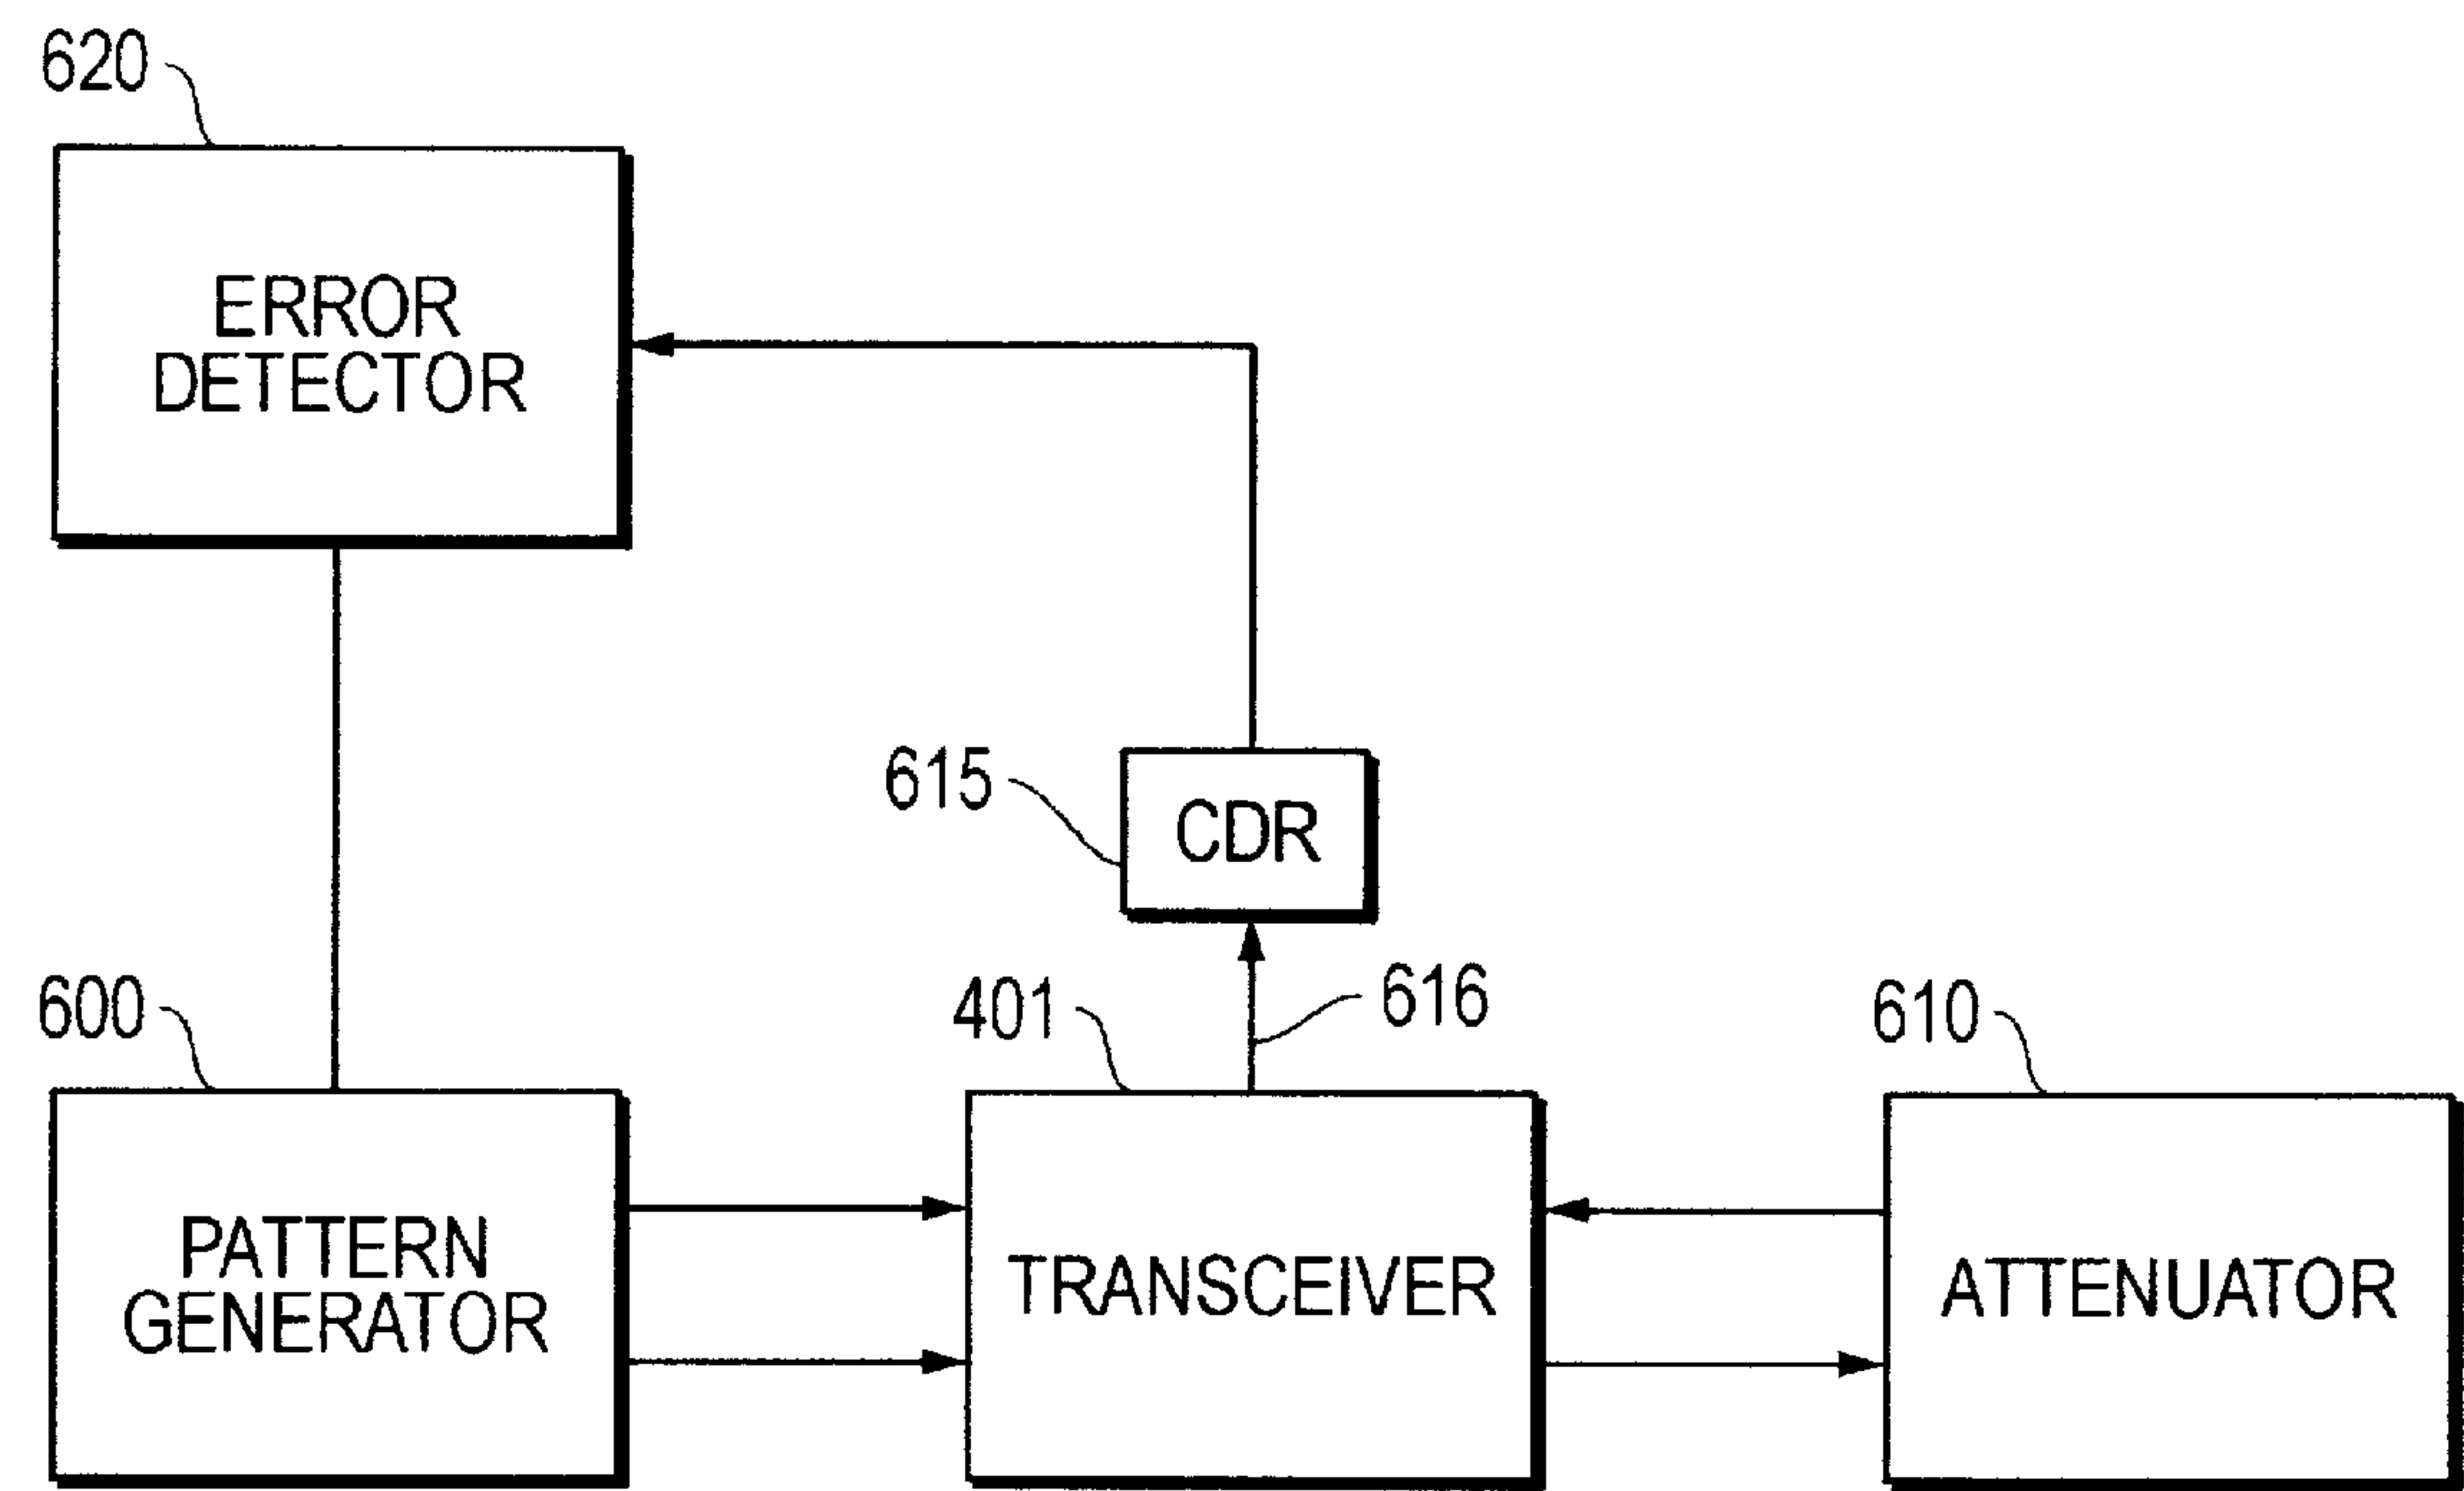 620
ERROR
DETECTOR
615
CDR
600
401
616
610
PATTERN
GENERATOR
TRANSCEIVER
ATTENUATOR